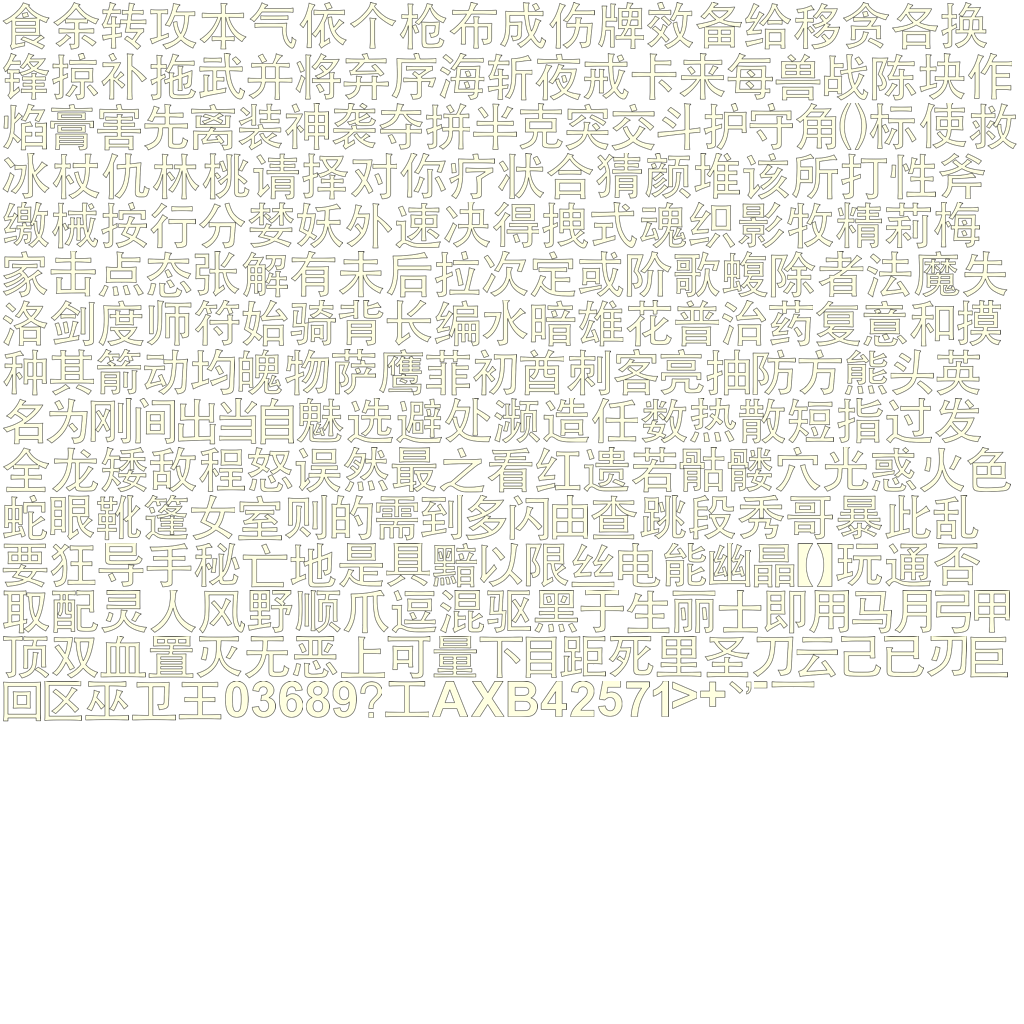 食余转攻本气依个枪布成伤牌效备给移贪各换
锋掠补拖武并将弃序海斩夜戒卡来每兽战陈块作
焰膏害先离装神袭夺拼半克突交斗护守角()标使救
冰杖仇林桃请择对你疗状合猜颜堆该所打性斧
缴械按行分婪妖外速决得拽式魂织影牧精莉梅
家击点态张解有未后拉次定或阶歌蝮除者法魔失
洛剑度师符始骑背长编水暗雄花普治药复意和摸
种其箭动均魄物萨鹰菲初酋刺客亮抽防方熊头英
名为刚间出当自魅选避处濒造任数热散短指过发
全龙矮敌程怒误然最之看红遗若骷髅穴光惑火色
蛇眼靴篷女室则的需到多闪由查跳段秀哥暴此乱
要狂导手秘亡地是具黯以限丝电能幽晶【】玩通否
取配灵人风野顺爪逗混驱黑于生丽士即用马月弓甲
顶双血置灭无恶上可量下目距死里圣刀云己已刃巨
回区巫卫王03689?工AXB42571>+丶,-一